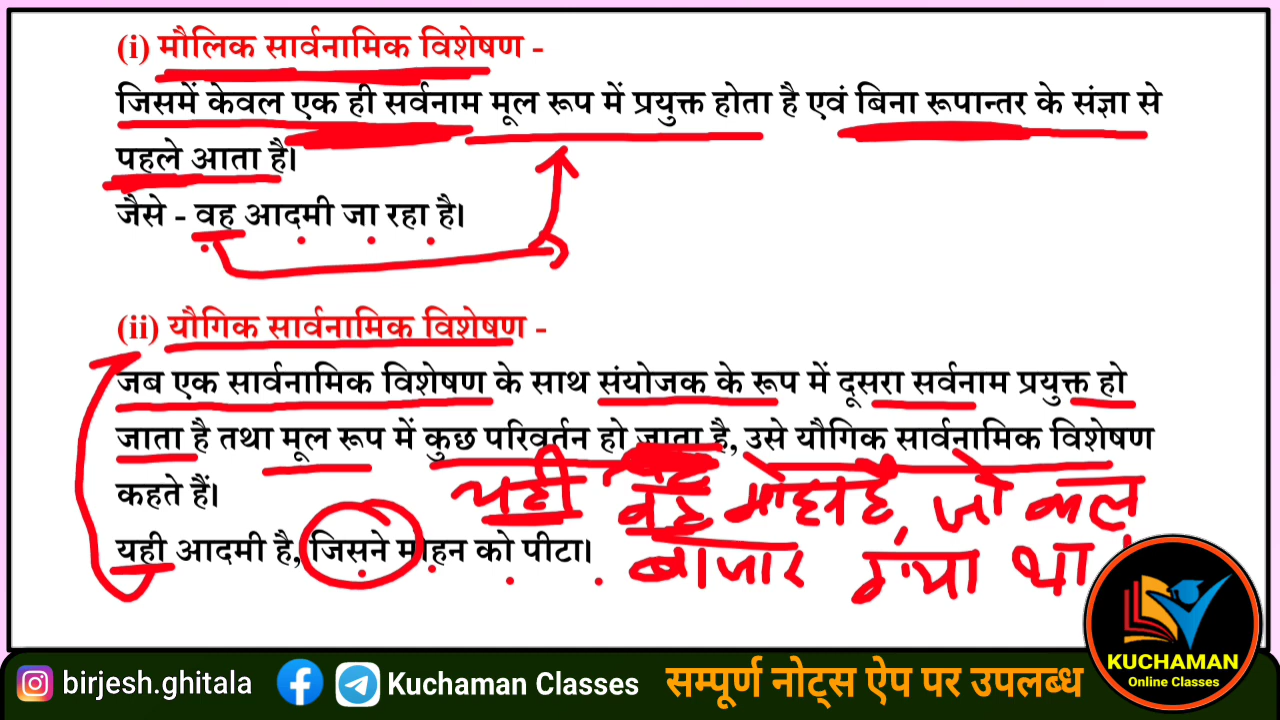 (i) मौलिक सार्वनामिक विशेषण -
जिसमें केवल एक ही सर्वनाम मूल रूप में प्रयुक्त होता है एवं बिना रूपान्तर के संज्ञा से
पहले आता है।
जैसे - वह आदमी जा रहा है।
(ii) यौगिक सार्वनामिक विशेषण -
जब एक सार्वनामिक विशेषण के साथ संयोजक के रूप में दूसरा सर्वनाम प्रयुक्त हो
जाता है तथा मूल रूप में कुछ परिवर्तन हो जाता है, उसे यौगिक सार्वनामिक विशेषण
कहते हैं।
यही वह है, जो कल
यही आदमी है, जिसने मोहन को पीटा।
बाजार गया था
KUCHAMAN
Online Classes
birjesh.ghitala Kuchaman Classes सम्पूर्ण नोट्स ऐप पर उपलब्ध